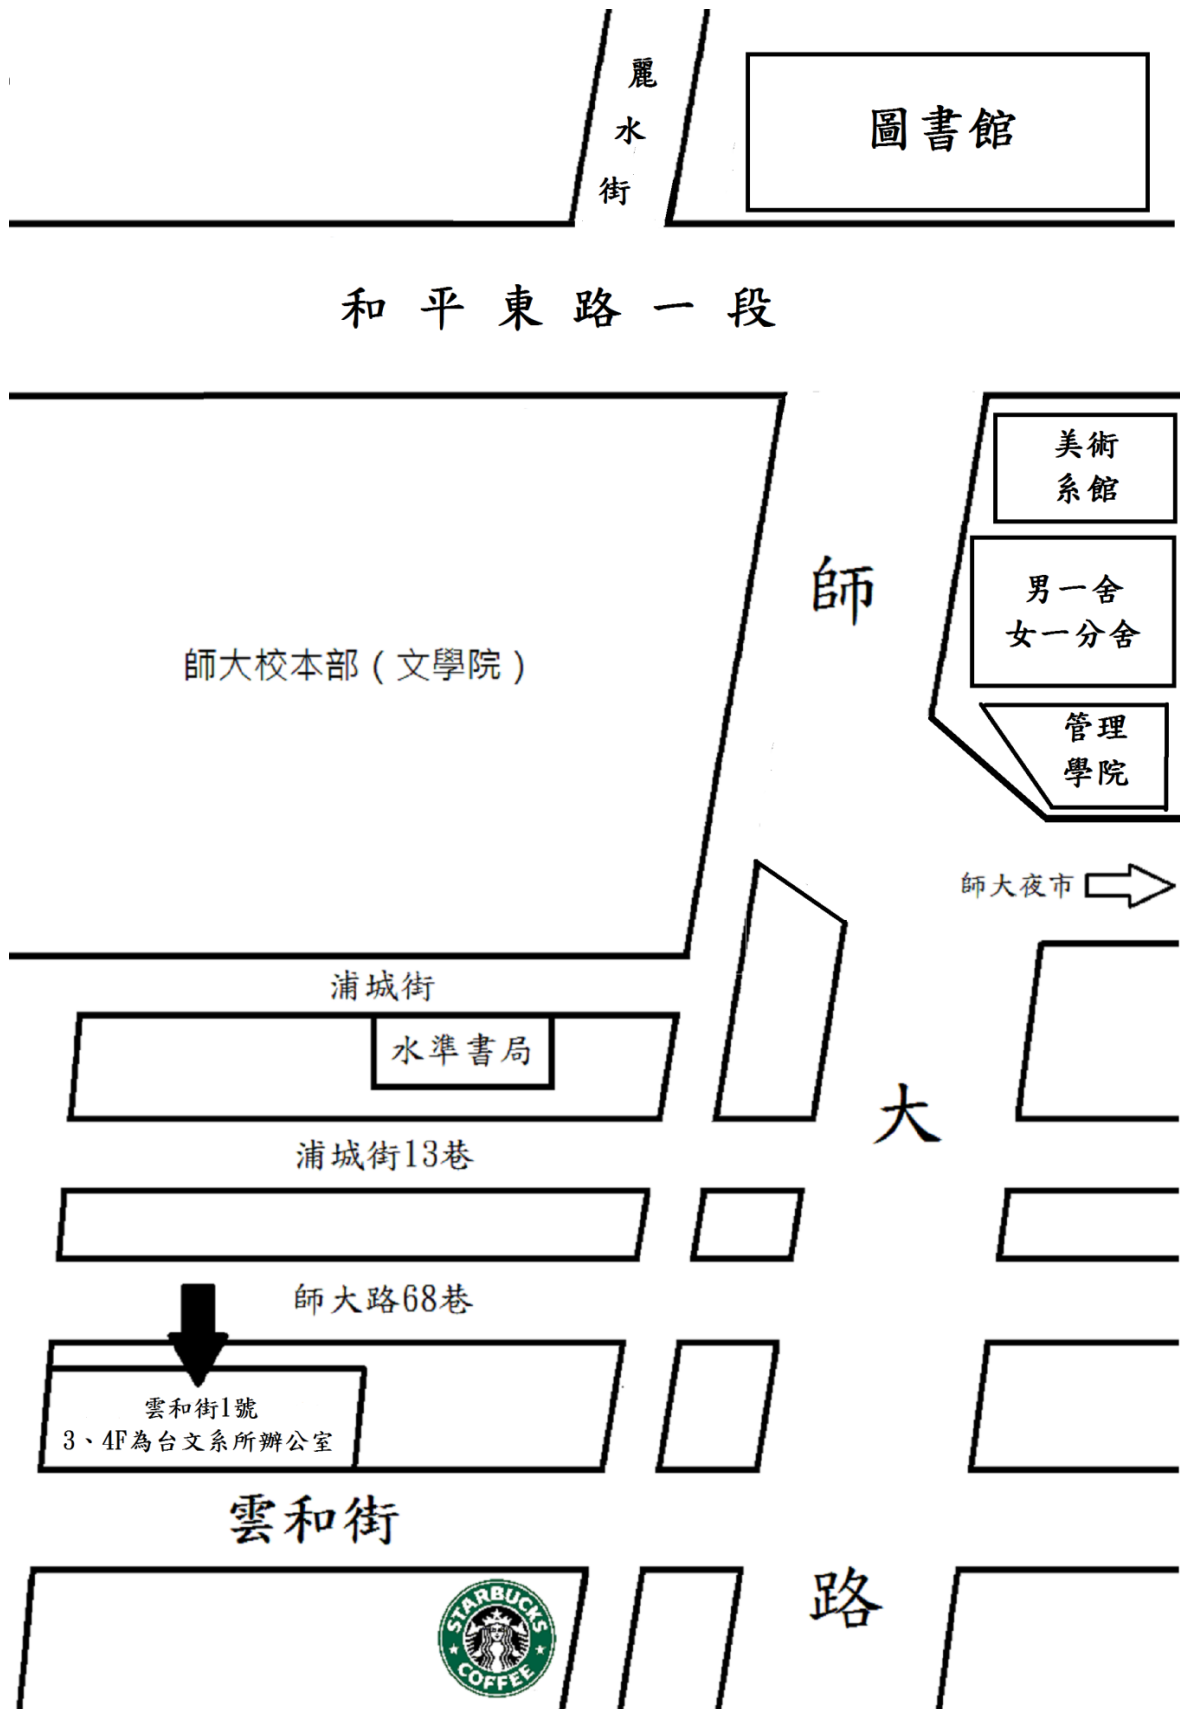 麗水街
圖書館
和平東路一段
美術
系館
師大路
男一舍
女一分舍
師大校本部（文學院）
管理
學院
師大夜市
浦城街
水準書局
浦城街13巷
師大路68巷
雲和街1號
3、4F為台文系所辦公室
雲和街
STARBUCKS
COFFEE